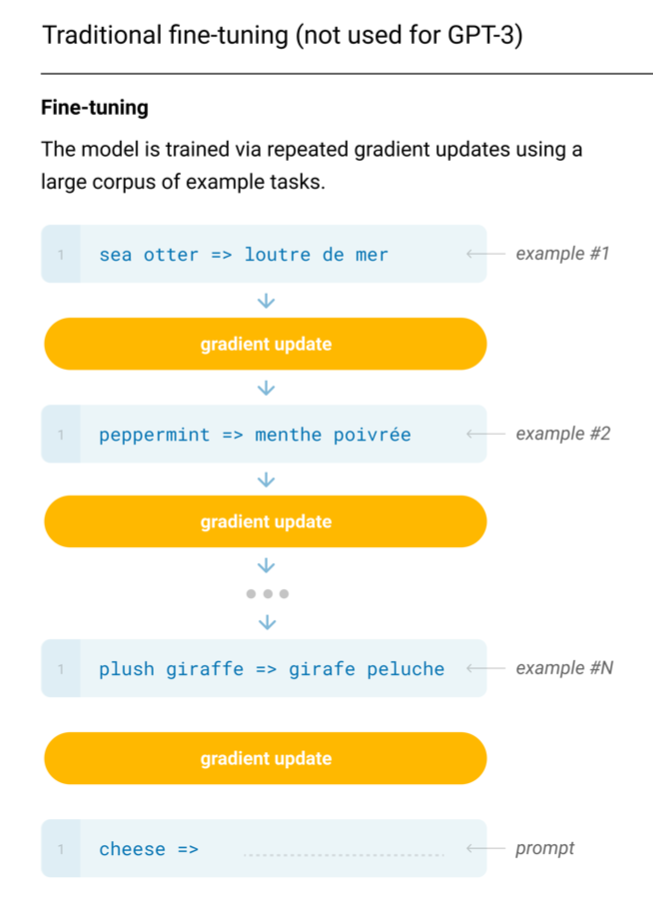 Traditional fine-tuning (not used for GPT-3)
Fine-tuning
The model is trained via repeated gradient updates using a
large corpus of example tasks.
1 sea otter => loutre de mer example #1
gradient update
1 peppermint => menthe poivrée example #2
gradient update
1 plush giraffe => girafe peluche example #N
gradient update
1 cheese => prompt